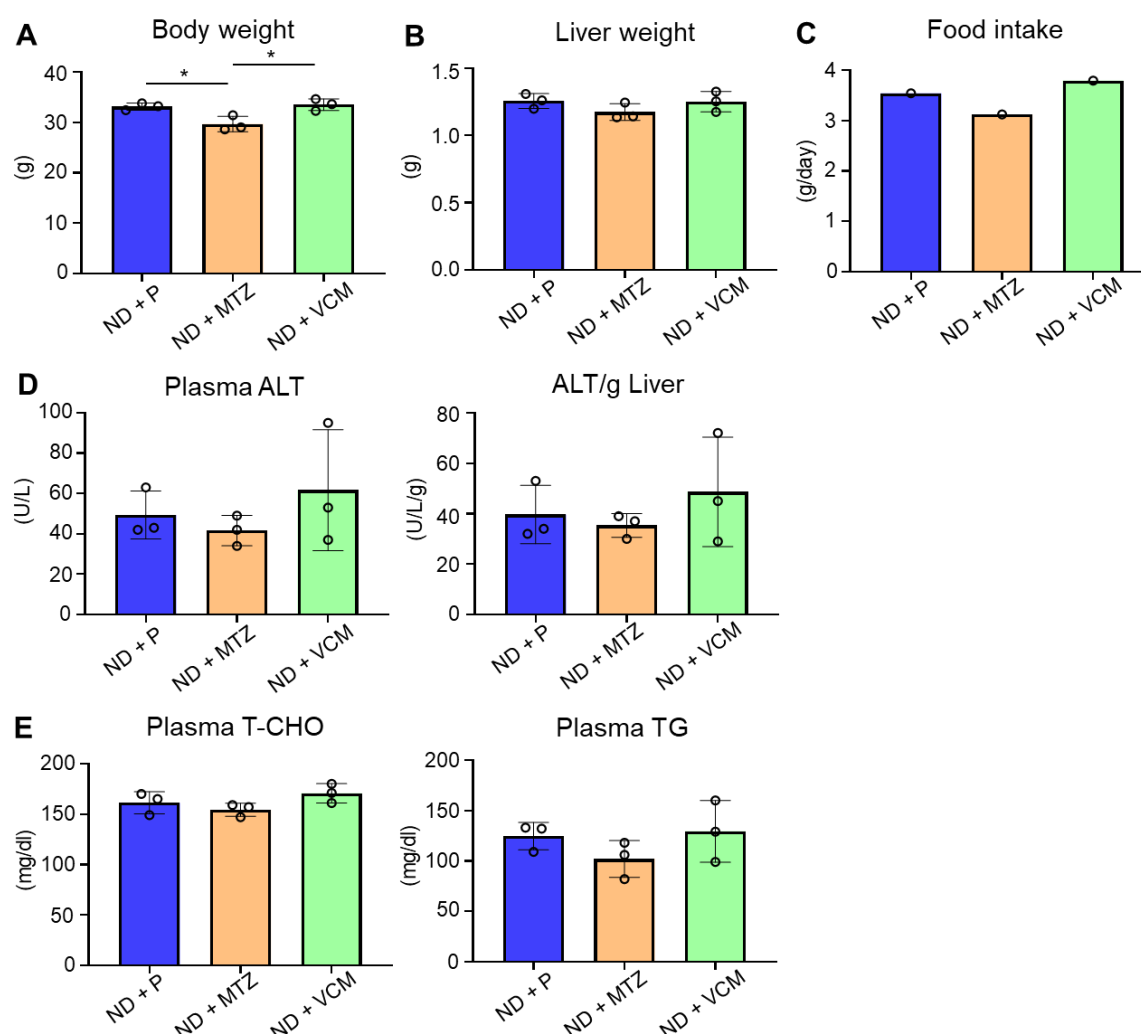 A
Body weight
(g)
40
30
20
10
0
*
*
ND + P
ND + MTZ
ND + VCM
B
Liver weight
(g)
1.5
1.0
0.5
0.0
ND + P
ND + MTZ
ND + VCM
C
Food intake
(g/day)
4
3
2
1
0
ND + P
ND + MTZ
ND + VCM
D
Plasma ALT
(U/L)
100
80
60
40
20
0
ND + P
ND + MTZ
ND + VCM
ALT/g Liver
(U/L/g)
80
60
40
20
0
ND + P
ND + MTZ
ND + VCM
E
Plasma T-CHO
(mg/dl)
200
150
100
50
0
ND + P
ND + MTZ
ND + VCM
Plasma TG
(mg/dl)
200
150
100
50
0
ND + P
ND + MTZ
ND + VCM